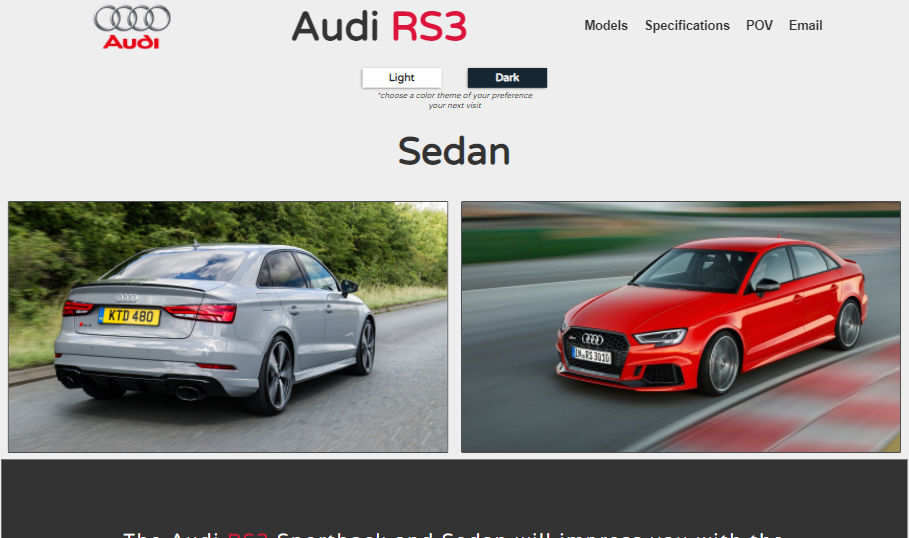 Audi
Audi RS3
Models Specifications POV Email
Light Dark
*choose a color theme of your preference
your next visit
Sedan
KTD 480
IN RS 3010
The Audi RS3 Sportback and Sedan will impress you with the